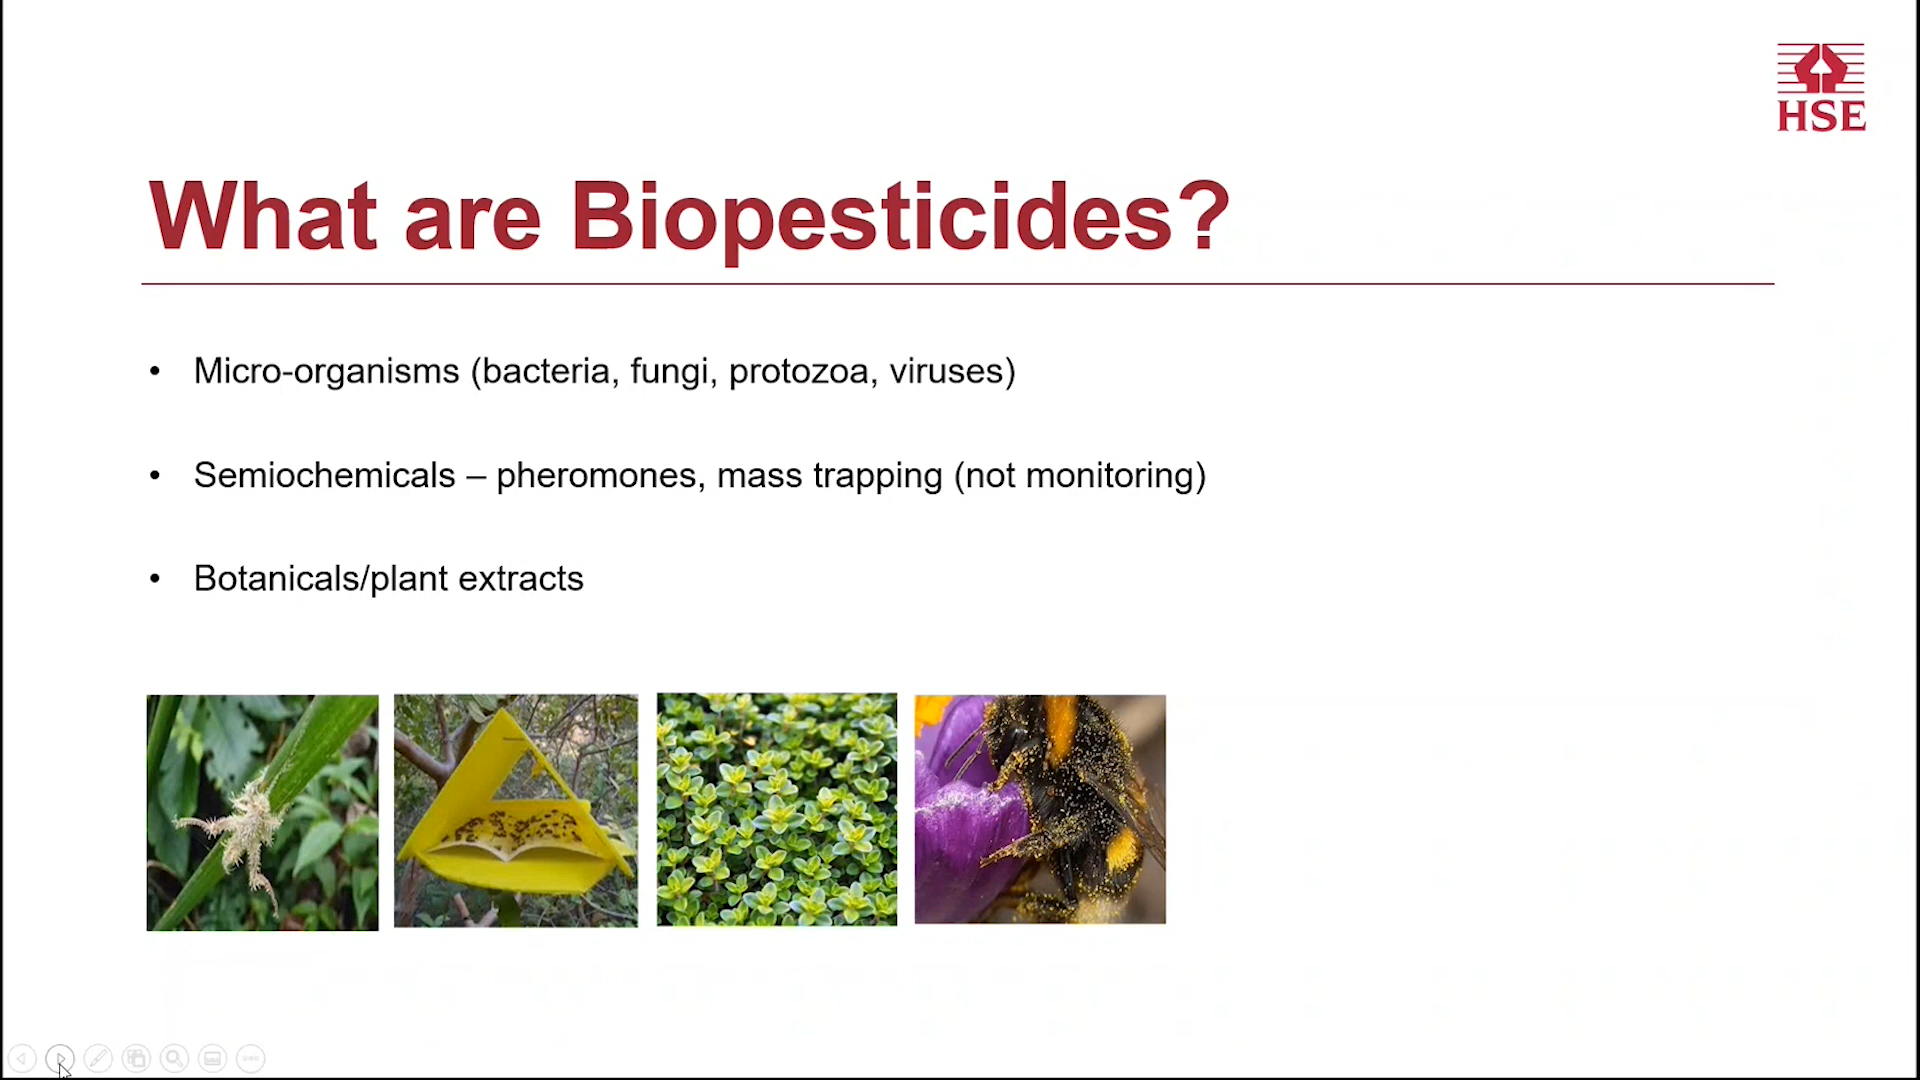 HSE
What are Biopesticides?
• Micro-organisms (bacteria, fungi, protozoa, viruses)
• Semiochemicals – pheromones, mass trapping (not monitoring)
• Botanicals/plant extracts